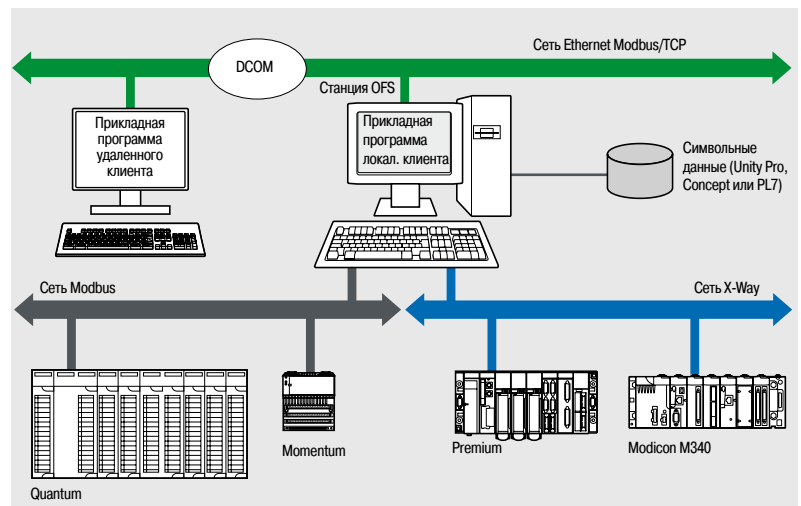 Сеть Ethernet Modbus/TCP
DCOM
Станция OFS
Прикладная
программа
удаленного
клиента
Прикладная
программа
локал. клиента
Символьные
данные (Unity Pro,
Concept или PL7)
Сеть Modbus
Сеть X-Way
Momentum
Premium
Modicon M340
Quantum